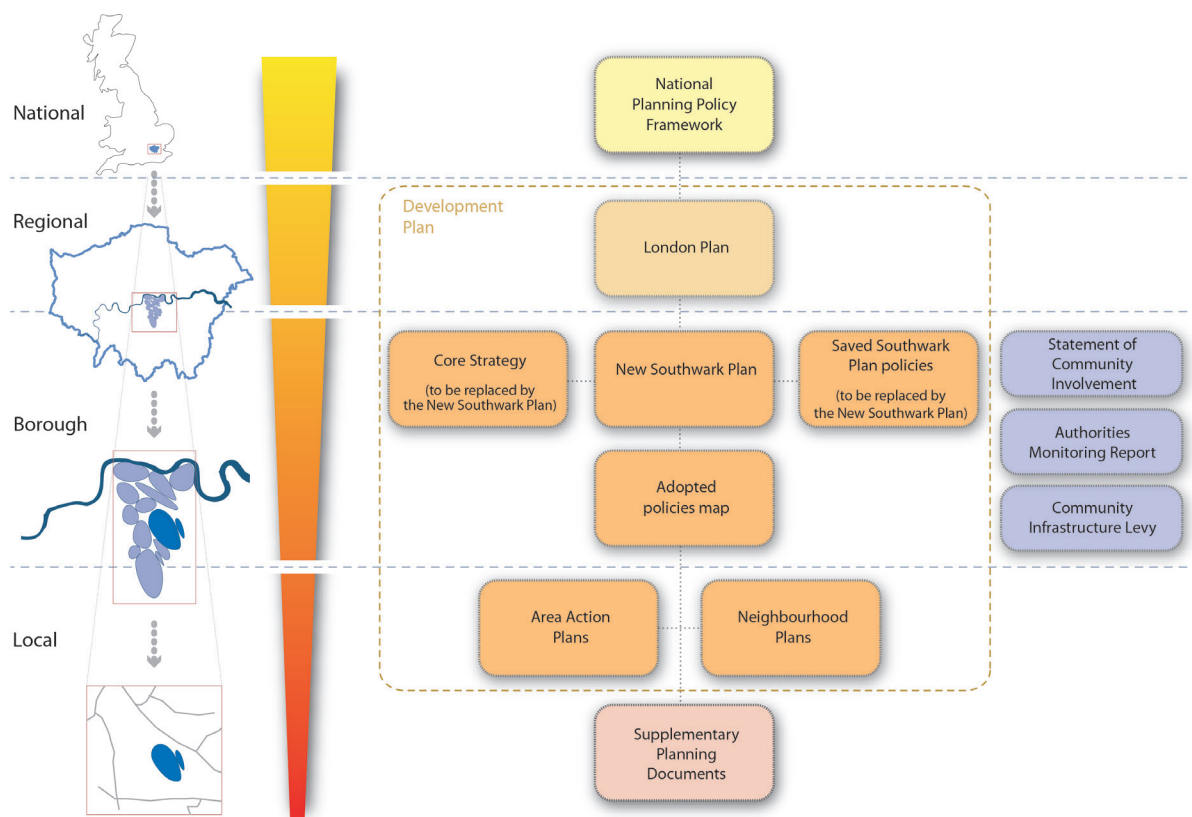 National
National
Planning Policy
Framework
Regional
Development
Plan
London Plan
Borough
Core Strategy
(to be replaced by
the New Southwark Plan)
New Southwark Plan
Saved Southwark
Plan policies
(to be replaced by
the New Southwark Plan)
Statement of
Community
Involvement
Authorities
Monitoring Report
Community
Infrastructure Levy
Adopted
policies map
Local
Area Action
Plans
Neighbourhood
Plans
Supplementary
Planning
Documents